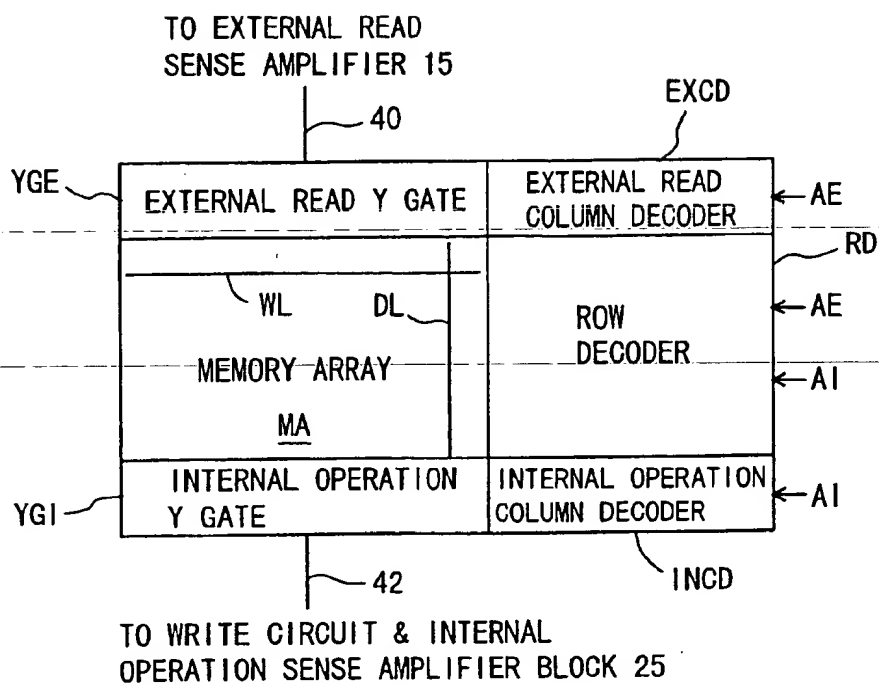 TO EXTERNAL READ
SENSE AMPLIFIER 15
40
EXCD
YGE
EXTERNAL READ Y GATE
EXTERNAL READ
COLUMN DECODER
AE
RD
WL
DL
ROW
DECODER
AE
MEMORY ARRAY
AI
MA
YGI
INTERNAL OPERATION
Y GATE
INTERNAL OPERATION
COLUMN DECODER
AI
42
INCD
TO WRITE CIRCUIT & INTERNAL
OPERATION SENSE AMPLIFIER BLOCK 25